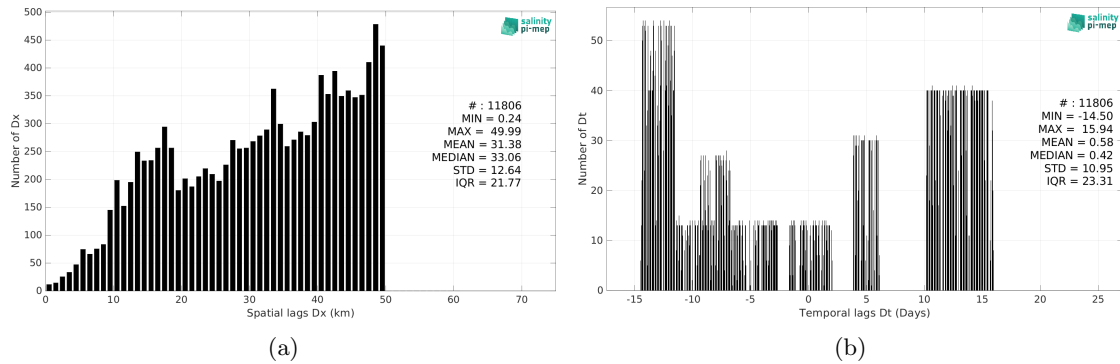 500
450
400
350
300
250
200
150
100
50
0
Number of Dx
0 10 20 30 40 50 60 70
Spatial lags Dx (km)
salinity
pi-mep
# : 11806
MIN = 0.24
MAX = 49.99
MEAN = 31.38
MEDIAN = 33.06
STD = 12.64
IQR = 21.77
(a)
50
40
30
20
10
0
Number of Dt
-15 -10 -5 0 5 10 15 20 25
Temporal lags Dt (Days)
salinity
pi-mep
# : 11806
MIN = -14.50
MAX = 15.94
MEAN = 0.58
MEDIAN = 0.42
STD = 10.95
IQR = 23.31
(b)